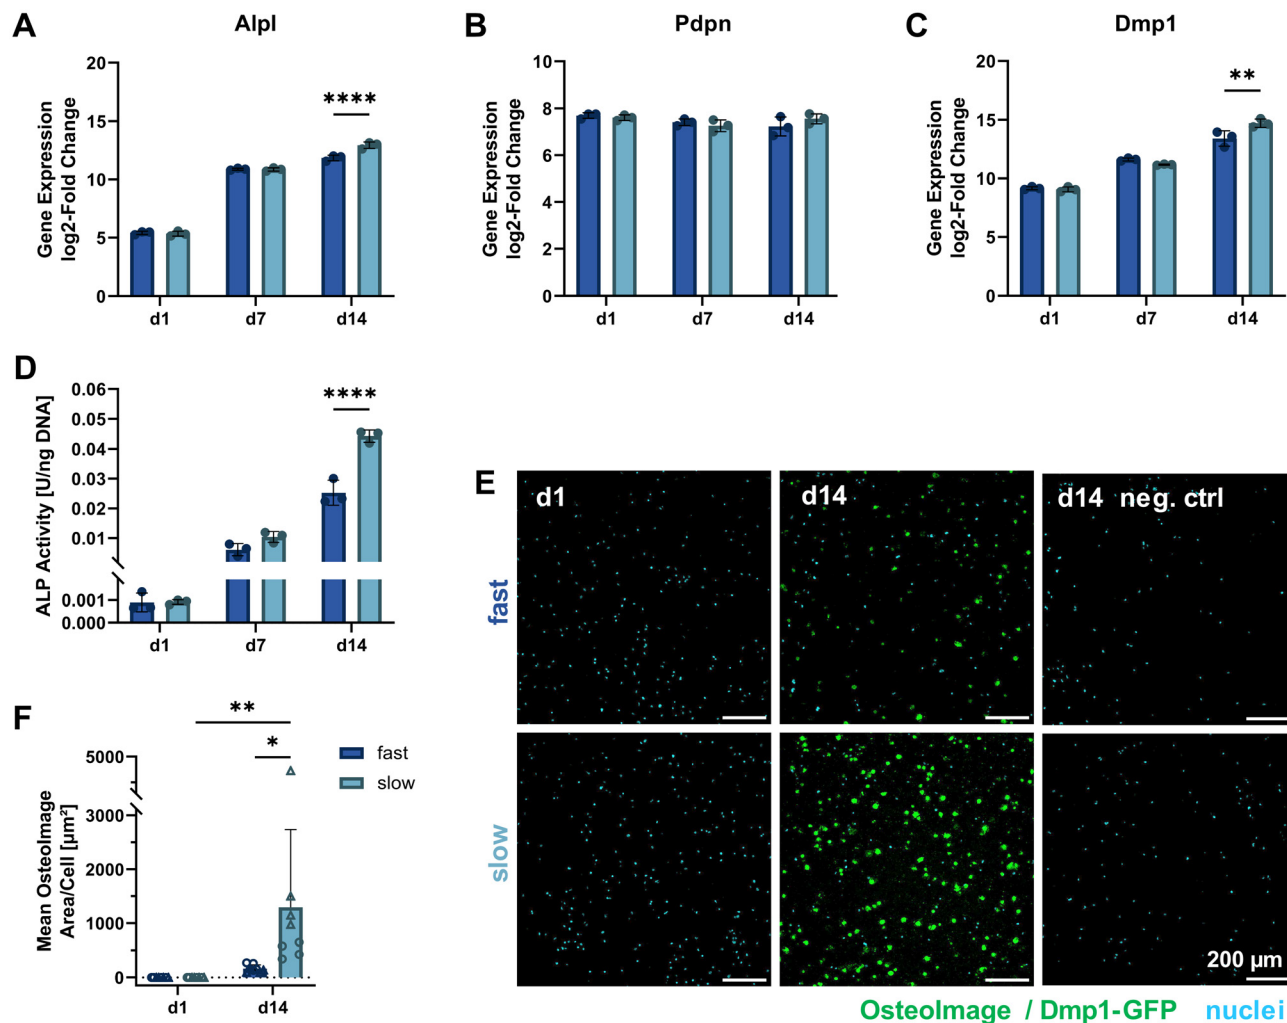 A
Alpl
Gene Expression
log2-Fold Change
20
15
10
5
0
****
d1
d7
d14
B
Pdpn
Gene Expression
log2-Fold Change
10
8
6
4
2
0
d1
d7
d14
C
Dmp1
Gene Expression
log2-Fold Change
20
15
10
5
0
**
d1
d7
d14
D
ALP Activity [U/ng DNA]
0.06
0.05
0.04
0.03
0.02
0.01
0.001
0.000
****
d1
d7
d14
E
d1
d14
d14 neg. ctrl
fast
slow
200 µm
OsteoImage / Dmp1-GFP nuclei
F
Mean OsteoImage
Area/Cell [µm²]
5000
3000
2000
1000
0
**
*
d1
d14
fast
slow